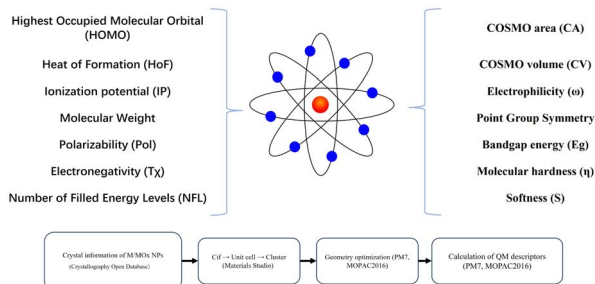 Highest Occupied Molecular Orbital
(HOMO)
Heat of Formation (HoF)
Ionization potential (IP)
Molecular Weight
Polarizability (Pol)
Electronegativity (Tχ)
Number of Filled Energy Levels (NFL)
COSMO area (CA)
COSMO volume (CV)
Electrophilicity (ω)
Point Group Symmetry
Bandgap energy (Eg)
Molecular hardness (η)
Softness (S)
Crystal information of M/MOx NPs
(Crystallography Open Database)
Cif → Unit cell → Cluster
(Materials Studio)
Geometry optimization (PM7,
MOPAC2016)
Calculation of QM descriptors
(PM7, MOPAC2016)